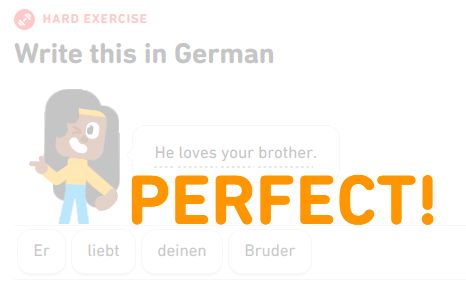 HARD EXERCISE
Write this in German
He loves your brother.
PERFECT!
Er liebt deinen Bruder